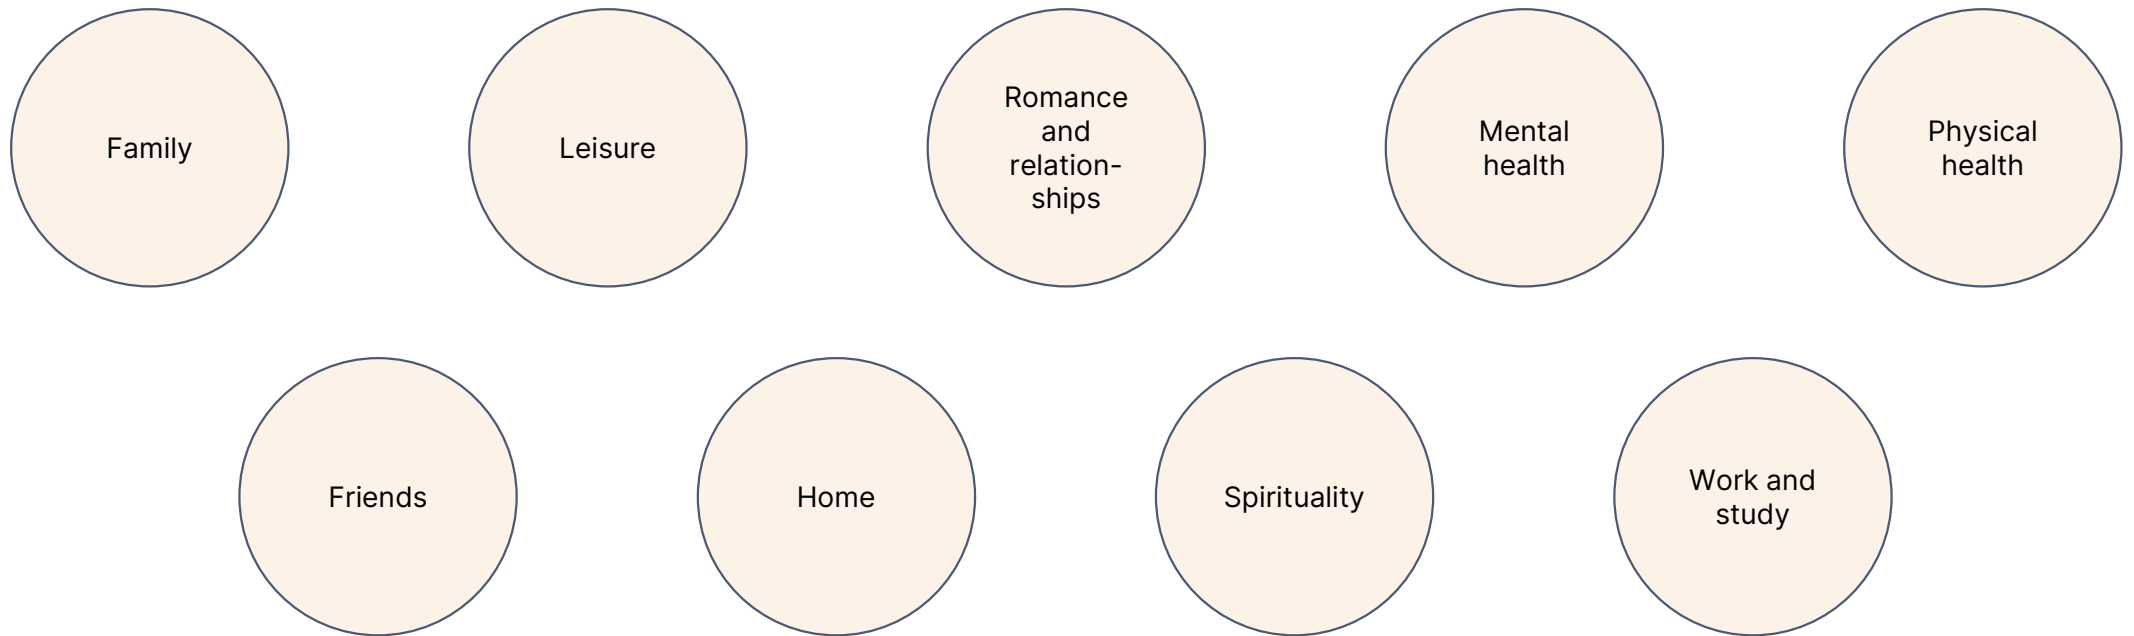 Family
Leisure
Romance
and
relation-
ships
Mental
health
Physical
health
Friends
Home
Spirituality
Work and
study